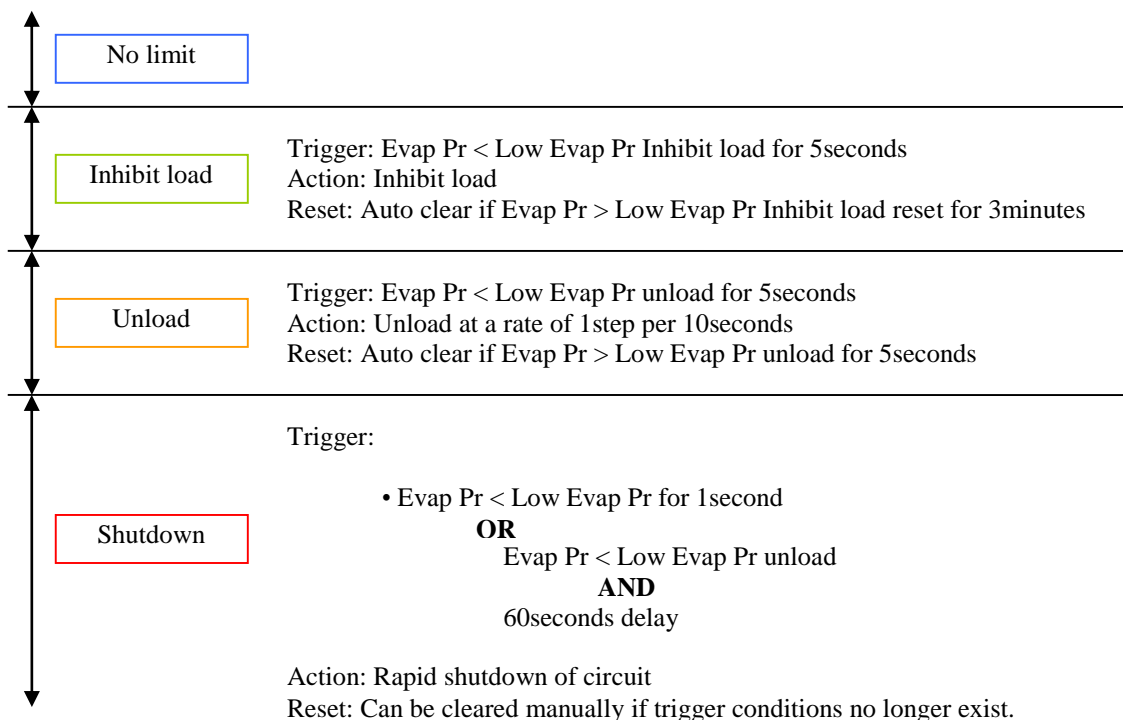 No limit
Inhibit load
Trigger: Evap Pr < Low Evap Pr Inhibit load for 5seconds
Action: Inhibit load
Reset: Auto clear if Evap Pr > Low Evap Pr Inhibit load reset for 3minutes
Unload
Trigger: Evap Pr < Low Evap Pr unload for 5seconds
Action: Unload at a rate of 1step per 10seconds
Reset: Auto clear if Evap Pr > Low Evap Pr unload for 5seconds
Shutdown
Trigger:
• Evap Pr < Low Evap Pr for 1second
OR
Evap Pr < Low Evap Pr unload
AND
60seconds delay
Action: Rapid shutdown of circuit
Reset: Can be cleared manually if trigger conditions no longer exist.